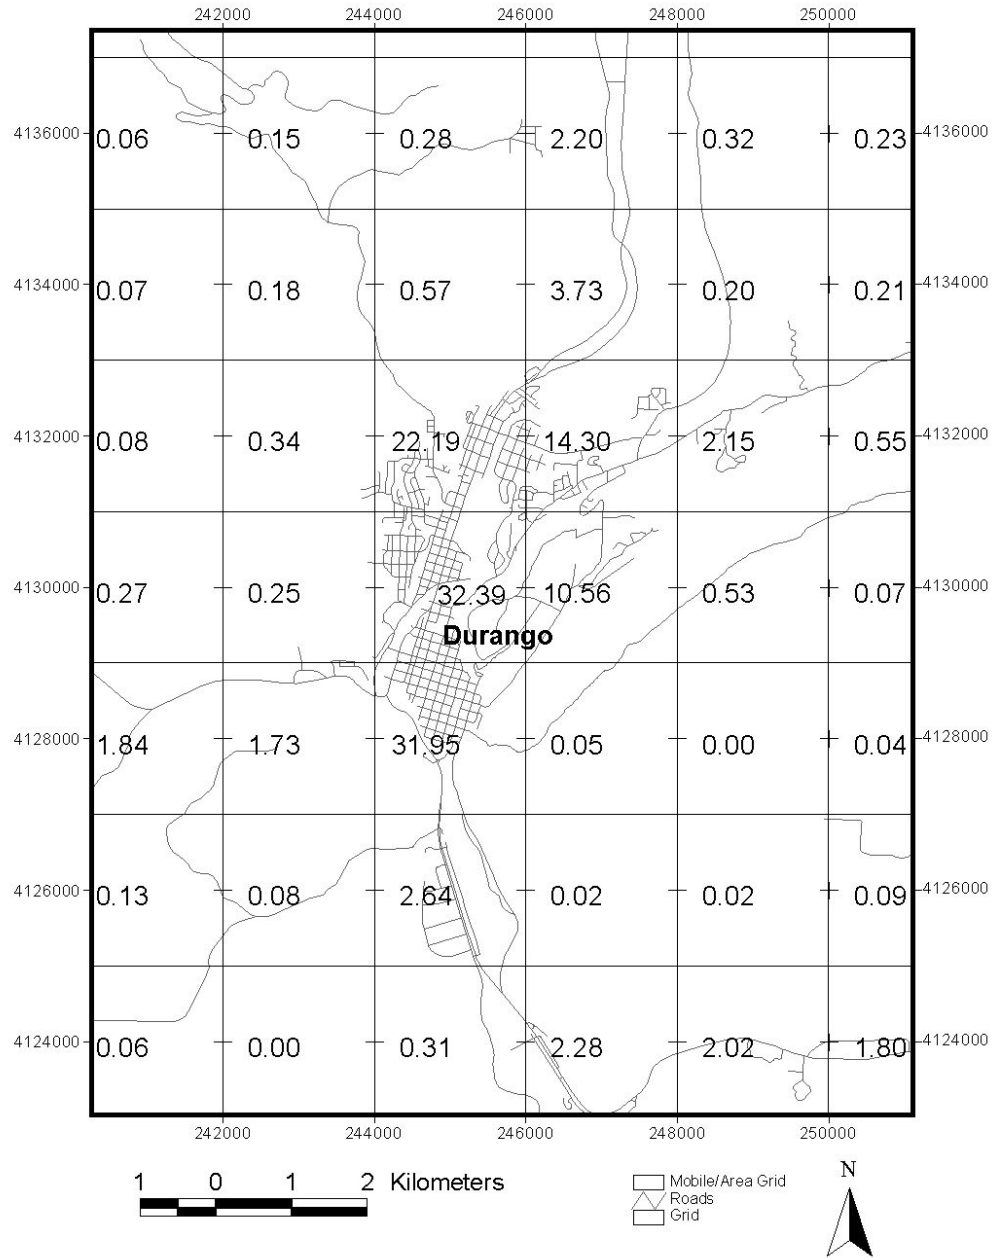 242000 244000 246000 248000 250000
4136000 0.06 0.15 0.28 2.20 0.32 0.23 4136000
4134000 0.07 0.18 0.57 3.73 0.20 0.21 4134000
4132000 0.08 0.34 22.19 14.30 2.15 0.55 4132000
4130000 0.27 0.25 32.39 10.56 0.53 0.07 4130000
Durango
4128000 1.84 1.73 31.95 0.05 0.00 0.04 4128000
4126000 0.13 0.08 2.64 0.02 0.02 0.09 4126000
4124000 0.06 0.00 0.31 2.28 2.02 1.80 4124000
242000 244000 246000 248000 250000
1 0 1 2 Kilometers
Mobile/Area Grid
Roads
Grid
N